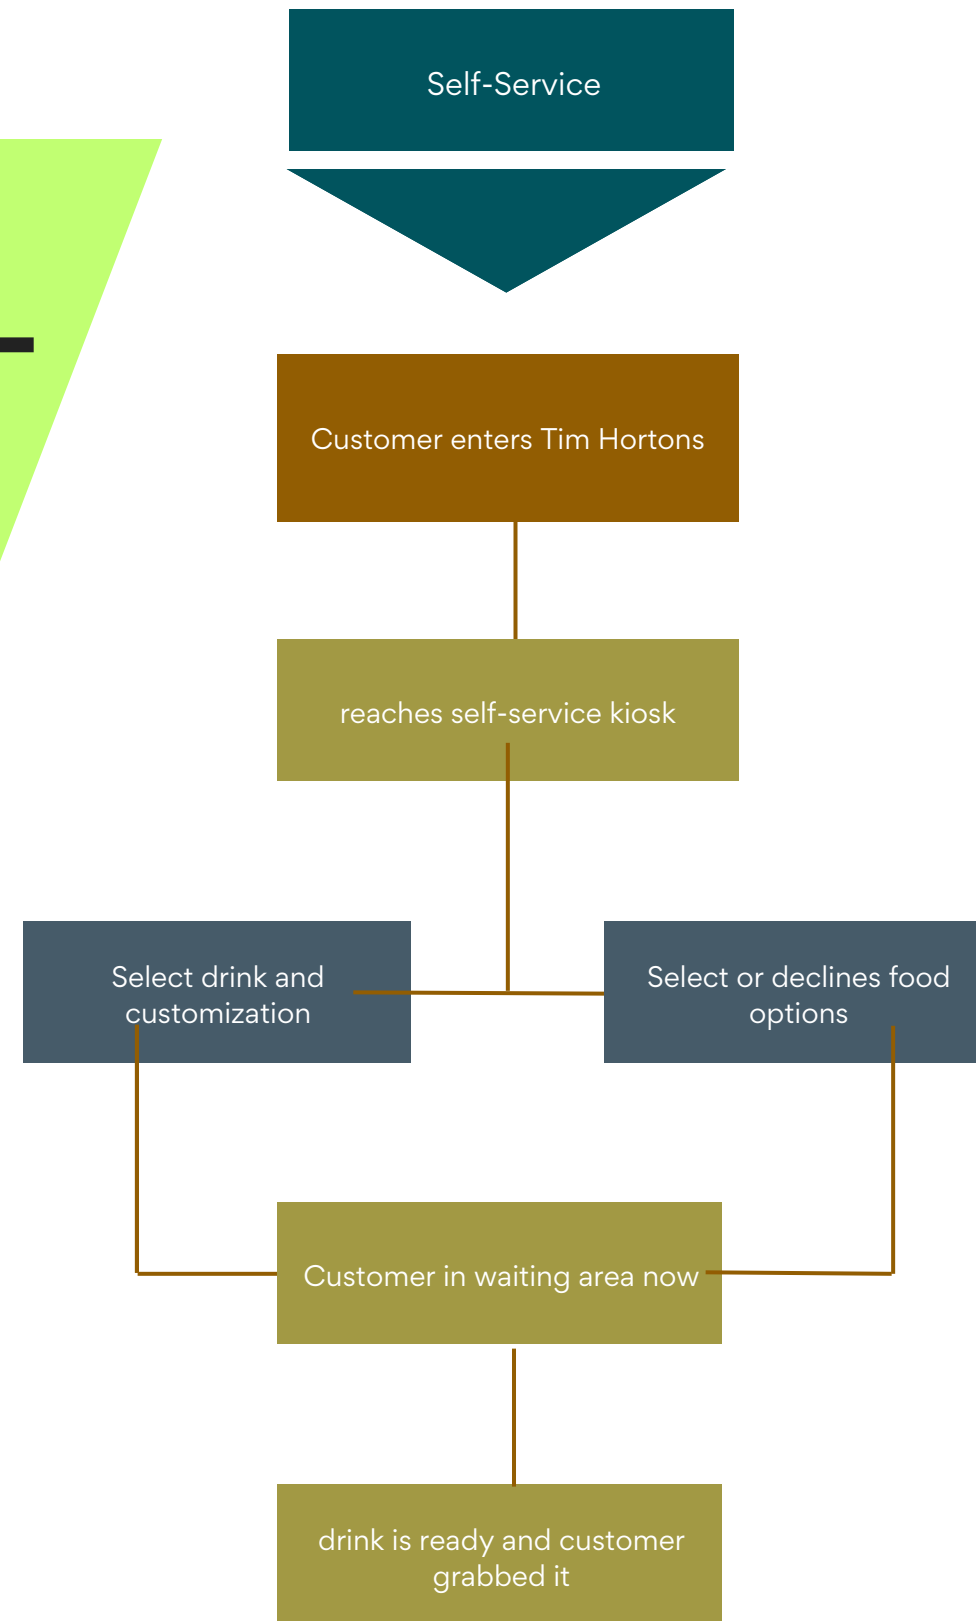 Self-Service
Customer enters Tim Hortons
reaches self-service kiosk
Select drink and
customization
Select or declines food
options
Customer in waiting area now
drink is ready and customer
grabbed it